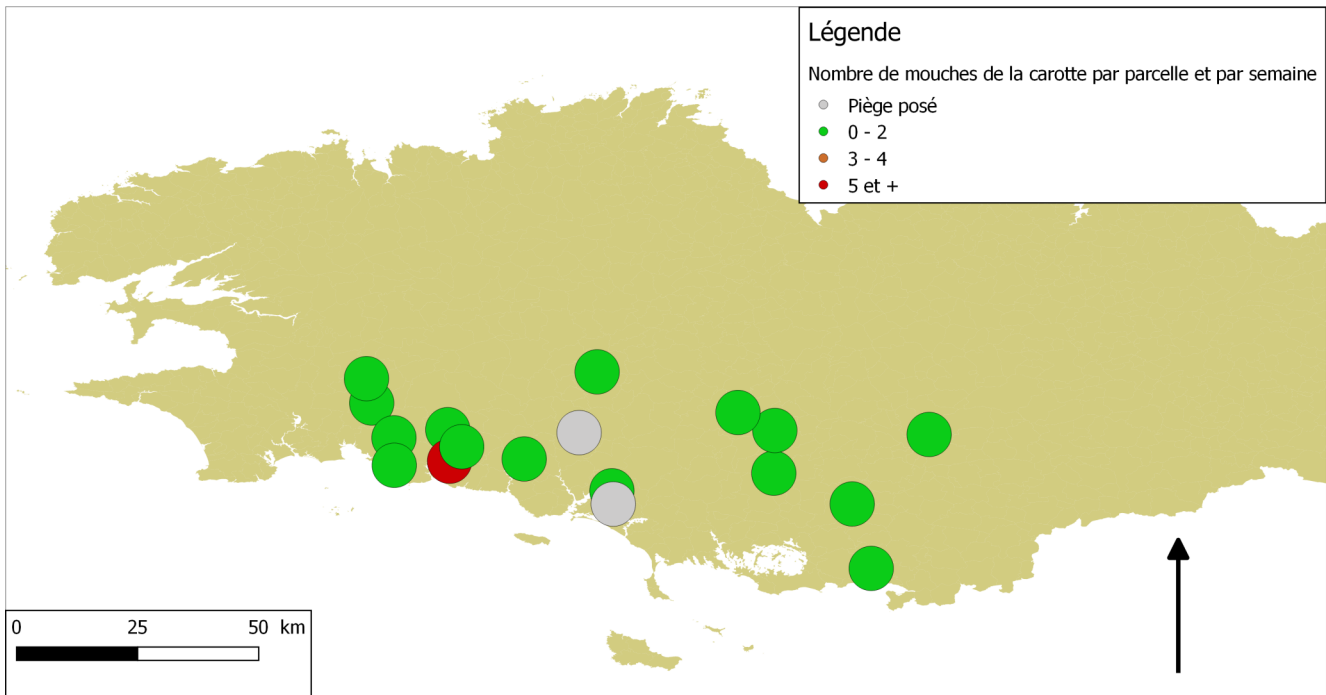 Légende
Nombre de mouches de la carotte par parcelle et par semaine
Piège posé
0 - 2
3 - 4
5 et +
0 25 50 km